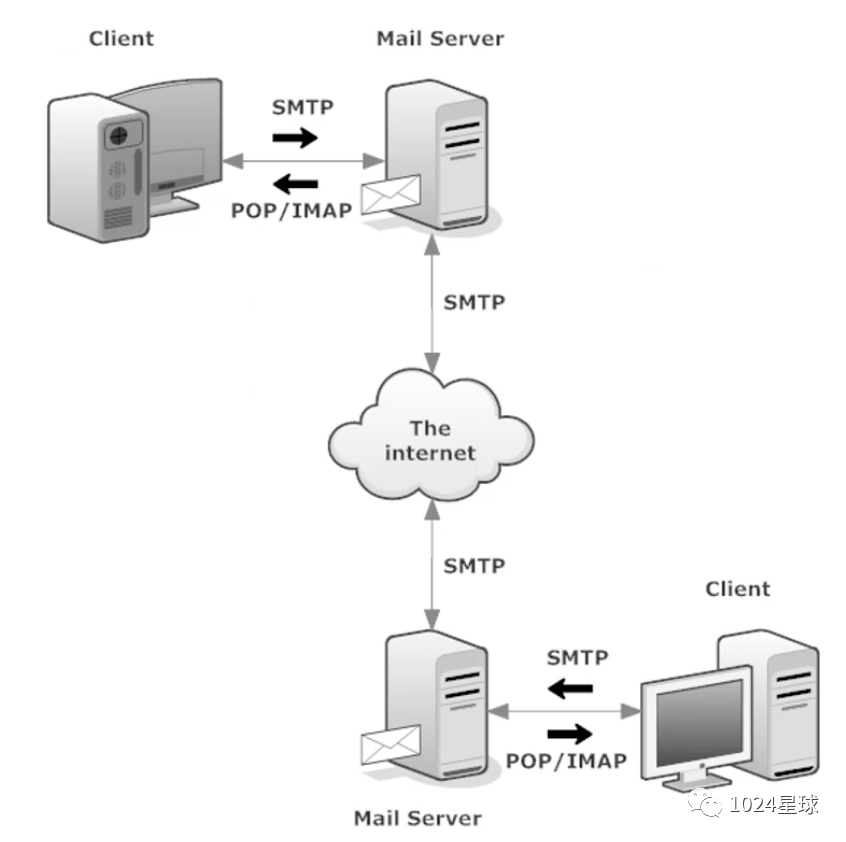 Client
Mail Server
SMTP
POP/IMAP
SMTP
The
internet
SMTP
Client
SMTP
POP/IMAP
Mail Server
1024星球